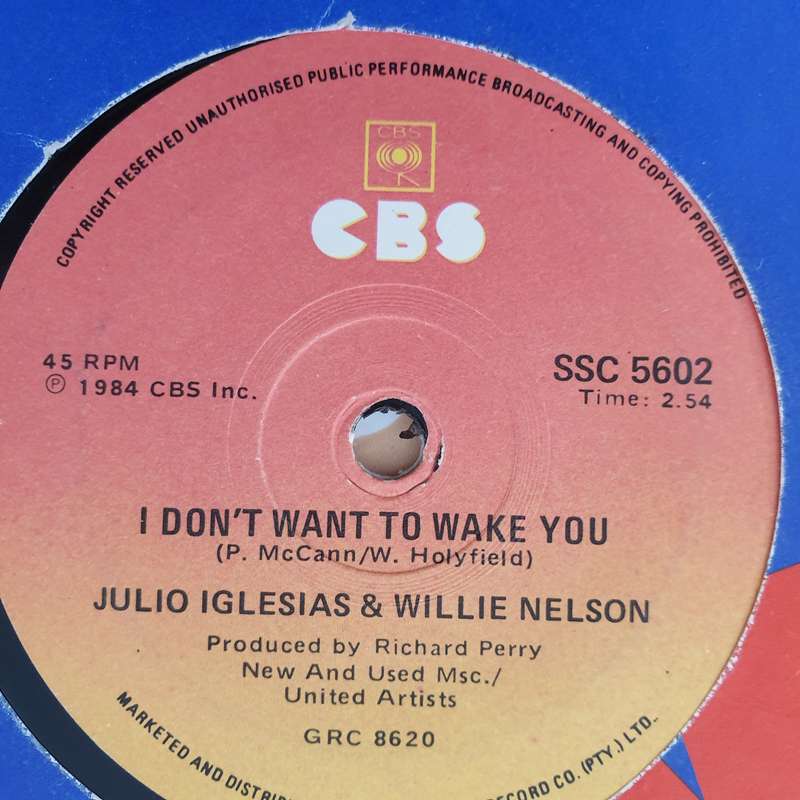 COPYRIGHT RESERVED UNAUTHORISED PUBLIC PERFORMANCE BROADCASTING AND COPYING PROHIBITED
CBS
CBS
45 RPM
℗ 1984 CBS Inc.
SSC 5602
Time: 2.54
I DON'T WANT TO WAKE YOU
(P. McCann/W. Holyfield)
JULIO IGLESIAS & WILLIE NELSON
Produced by Richard Perry
New And Used Msc./
United Artists
GRC 8620
MARKETED AND RECORD CO. (PTY.) LTD.